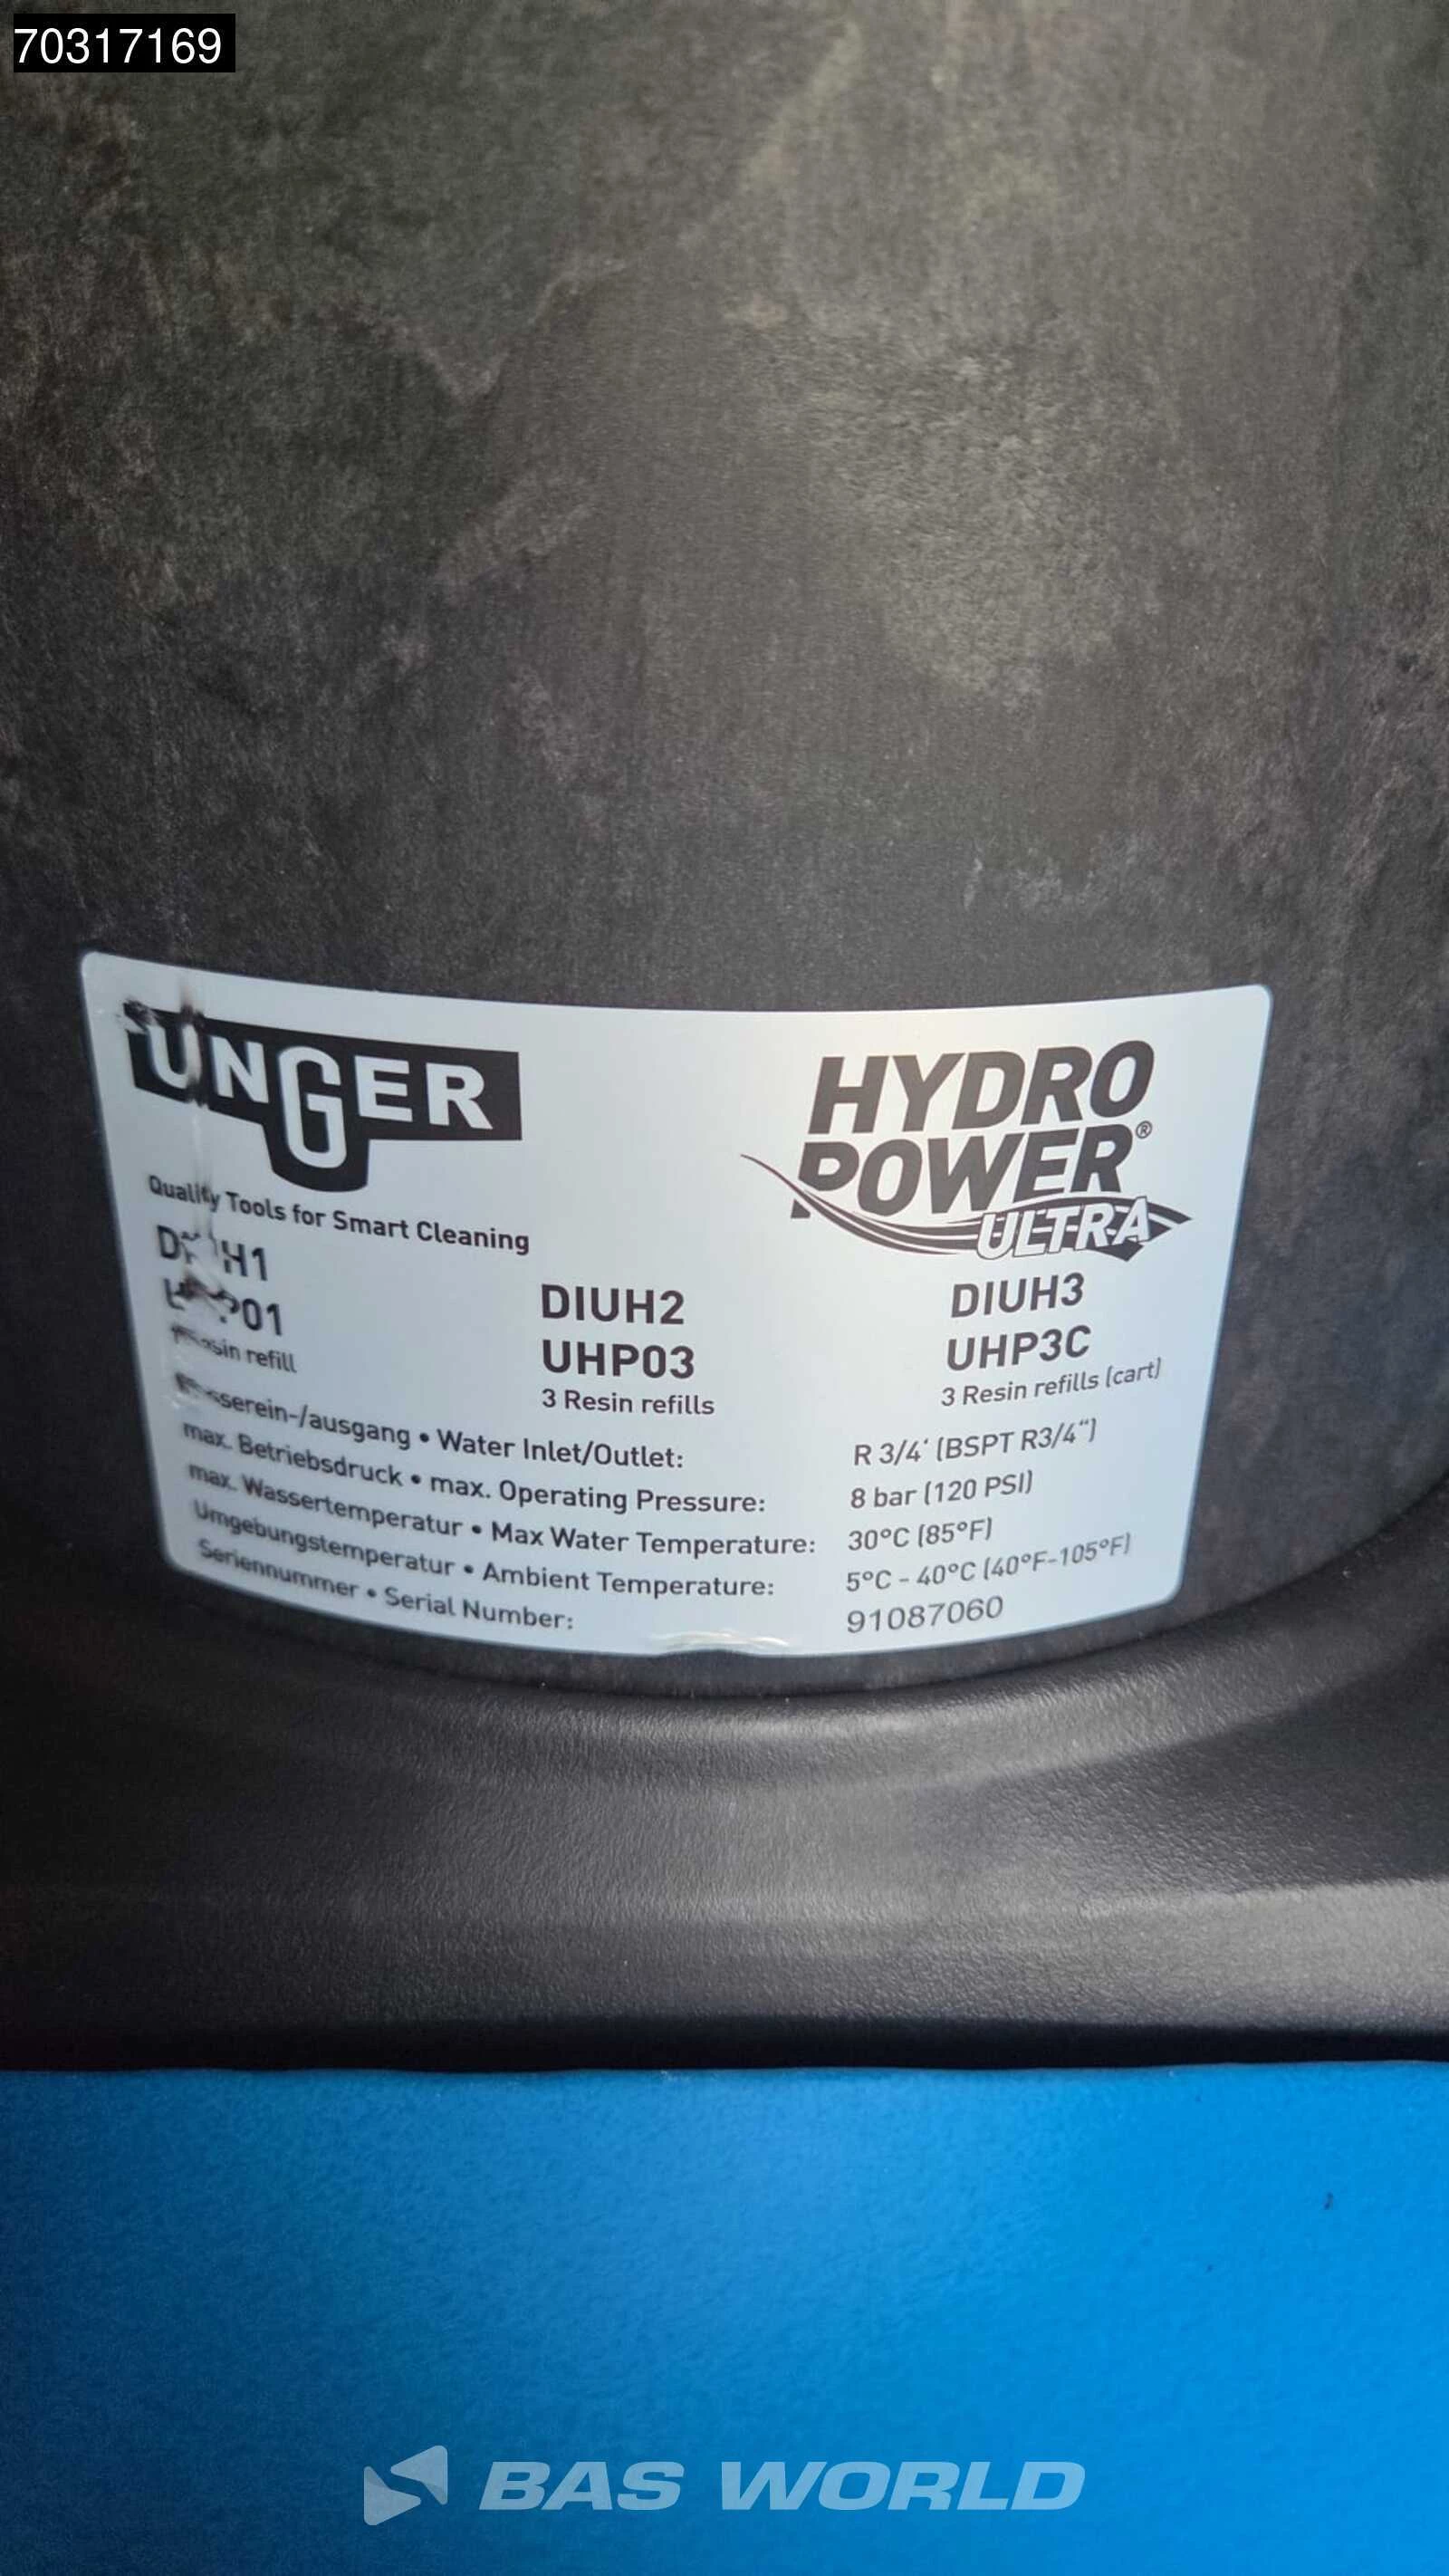 70317169
UNGER
Quality Tools for Smart Cleaning
HYDRO
POWER®
ULTRA
DIUH2
UHP03
3 Resin refills
DIUH3
UHP3C
3 Resin refills (cart)
refill
• Water Inlet/Outlet: R 3/4' (BSPT R3/4")
max. Betriebsdruck • max. Operating Pressure: 8 bar (120 PSI)
max. Wassertemperatur • Max Water Temperature: 30°C (85°F)
Umgebungstemperatur • Ambient Temperature: 5°C - 40°C (40°F-105°F)
Seriennummer • Serial Number: 91087060
BAS WORLD